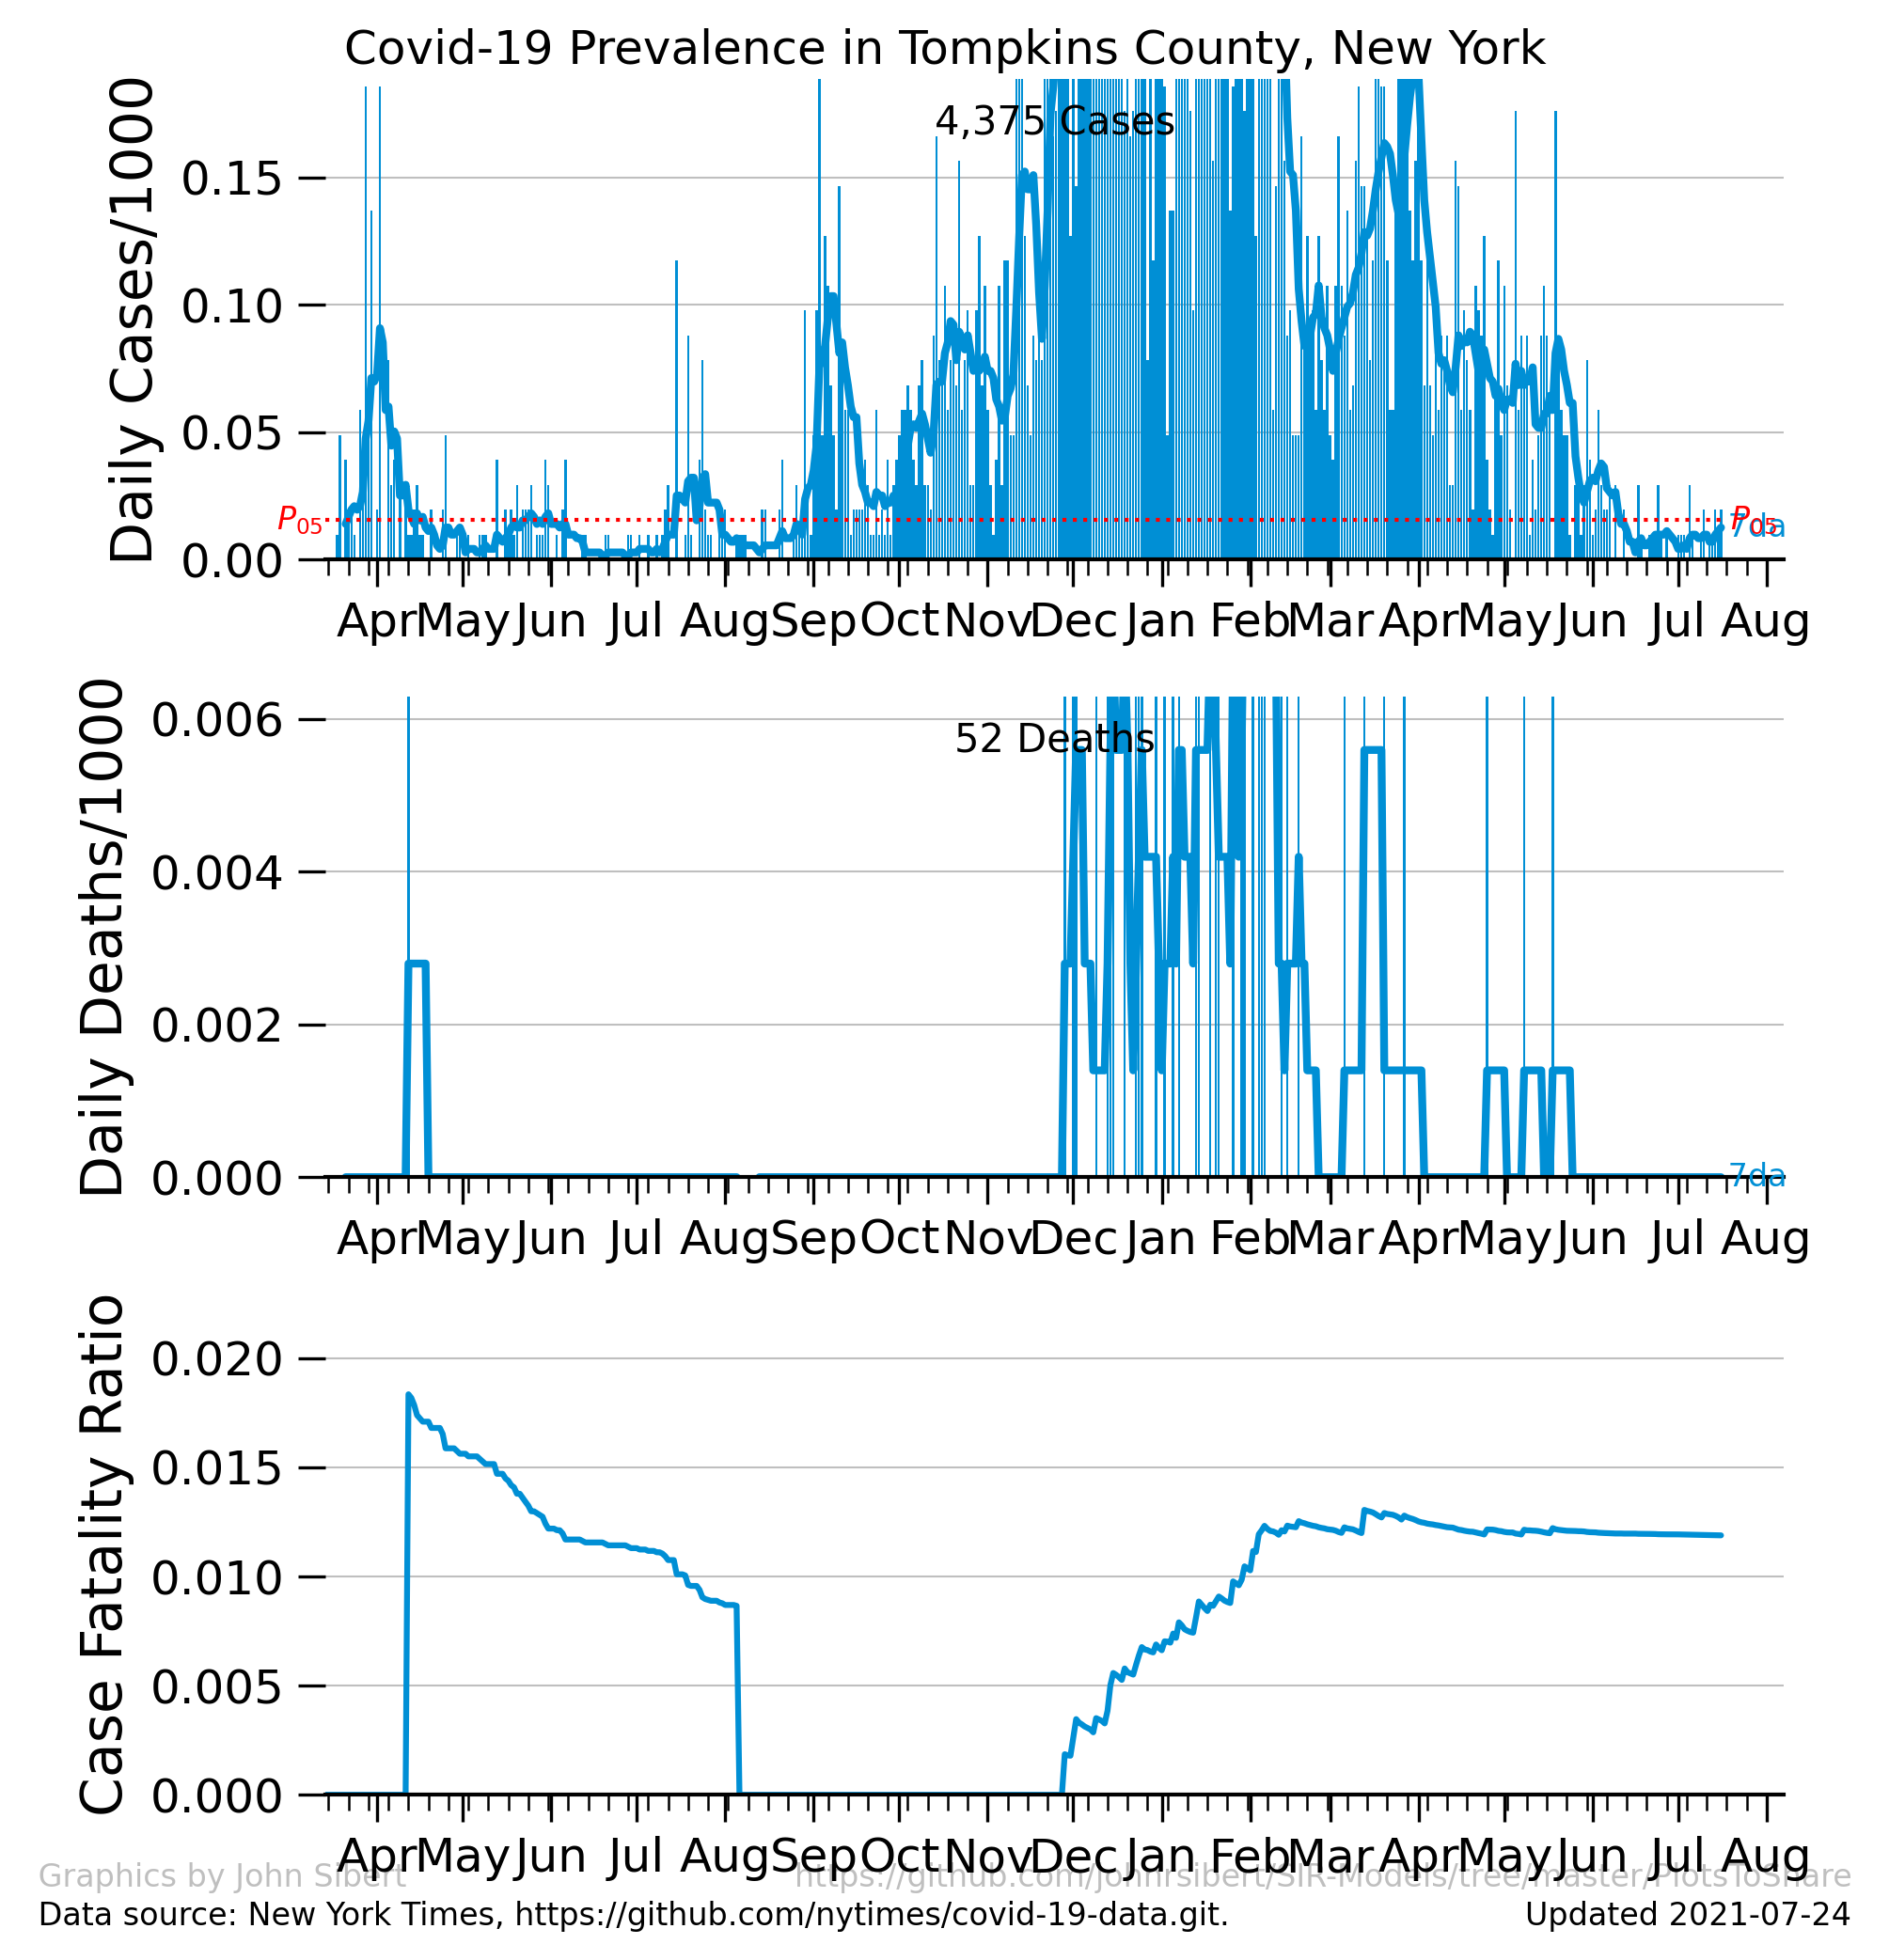 Covid-19 Prevalence in Tompkins County, New York
4,375 Cases
Daily Cases/1000
0.15
0.10
0.05
0.00
P05
P05
7da
Apr May Jun Jul Aug Sep Oct Nov Dec Jan Feb Mar Apr May Jun Jul Aug
52 Deaths
Daily Deaths/1000
0.006
0.004
0.002
0.000
7da
Apr May Jun Jul Aug Sep Oct Nov Dec Jan Feb Mar Apr May Jun Jul Aug
Case Fatality Ratio
0.020
0.015
0.010
0.005
0.000
Apr May Jun Jul Aug Sep Oct Nov Dec Jan Feb Mar Apr May Jun Jul Aug
Graphics by John Sibert https://github.com/johnrsibert/SIR-Models/tree/master/PlotsToShare
Data source: New York Times, https://github.com/nytimes/covid-19-data.git. Updated 2021-07-24